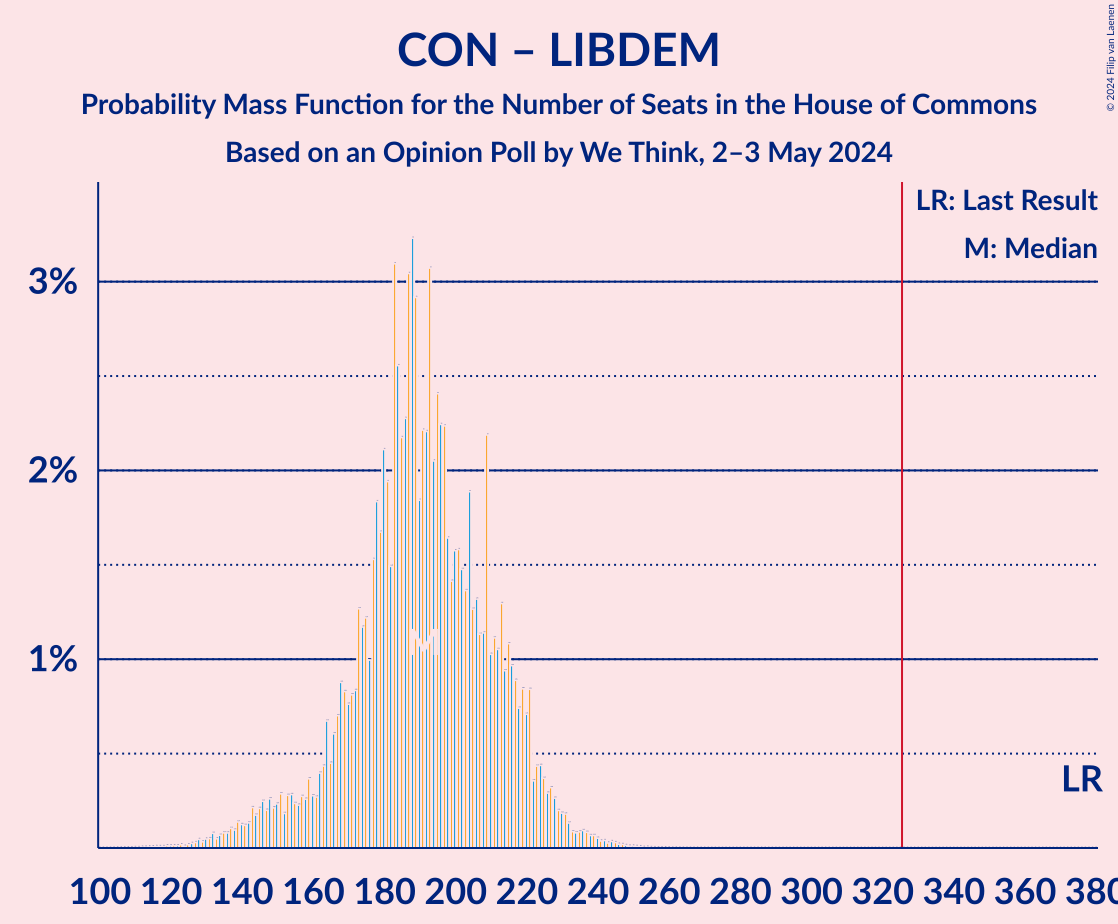 CON – LIBDEM
Probability Mass Function for the Number of Seats in the House of Commons
Based on an Opinion Poll by We Think, 2–3 May 2024
© 2024 Filip van Laenen
LR: Last Result
M: Median
3%
2%
1%
M
LR
100 120 140 160 180 200 220 240 260 280 300 320 340 360 380